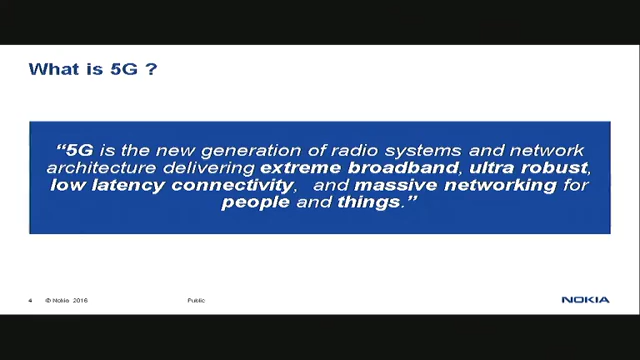 What is 5G ?
“5G is the new generation of radio systems and network
architecture delivering extreme broadband, ultra robust,
low latency connectivity, and massive networking for
people and things.”
4 © Nokia 2016 Public NOKIA